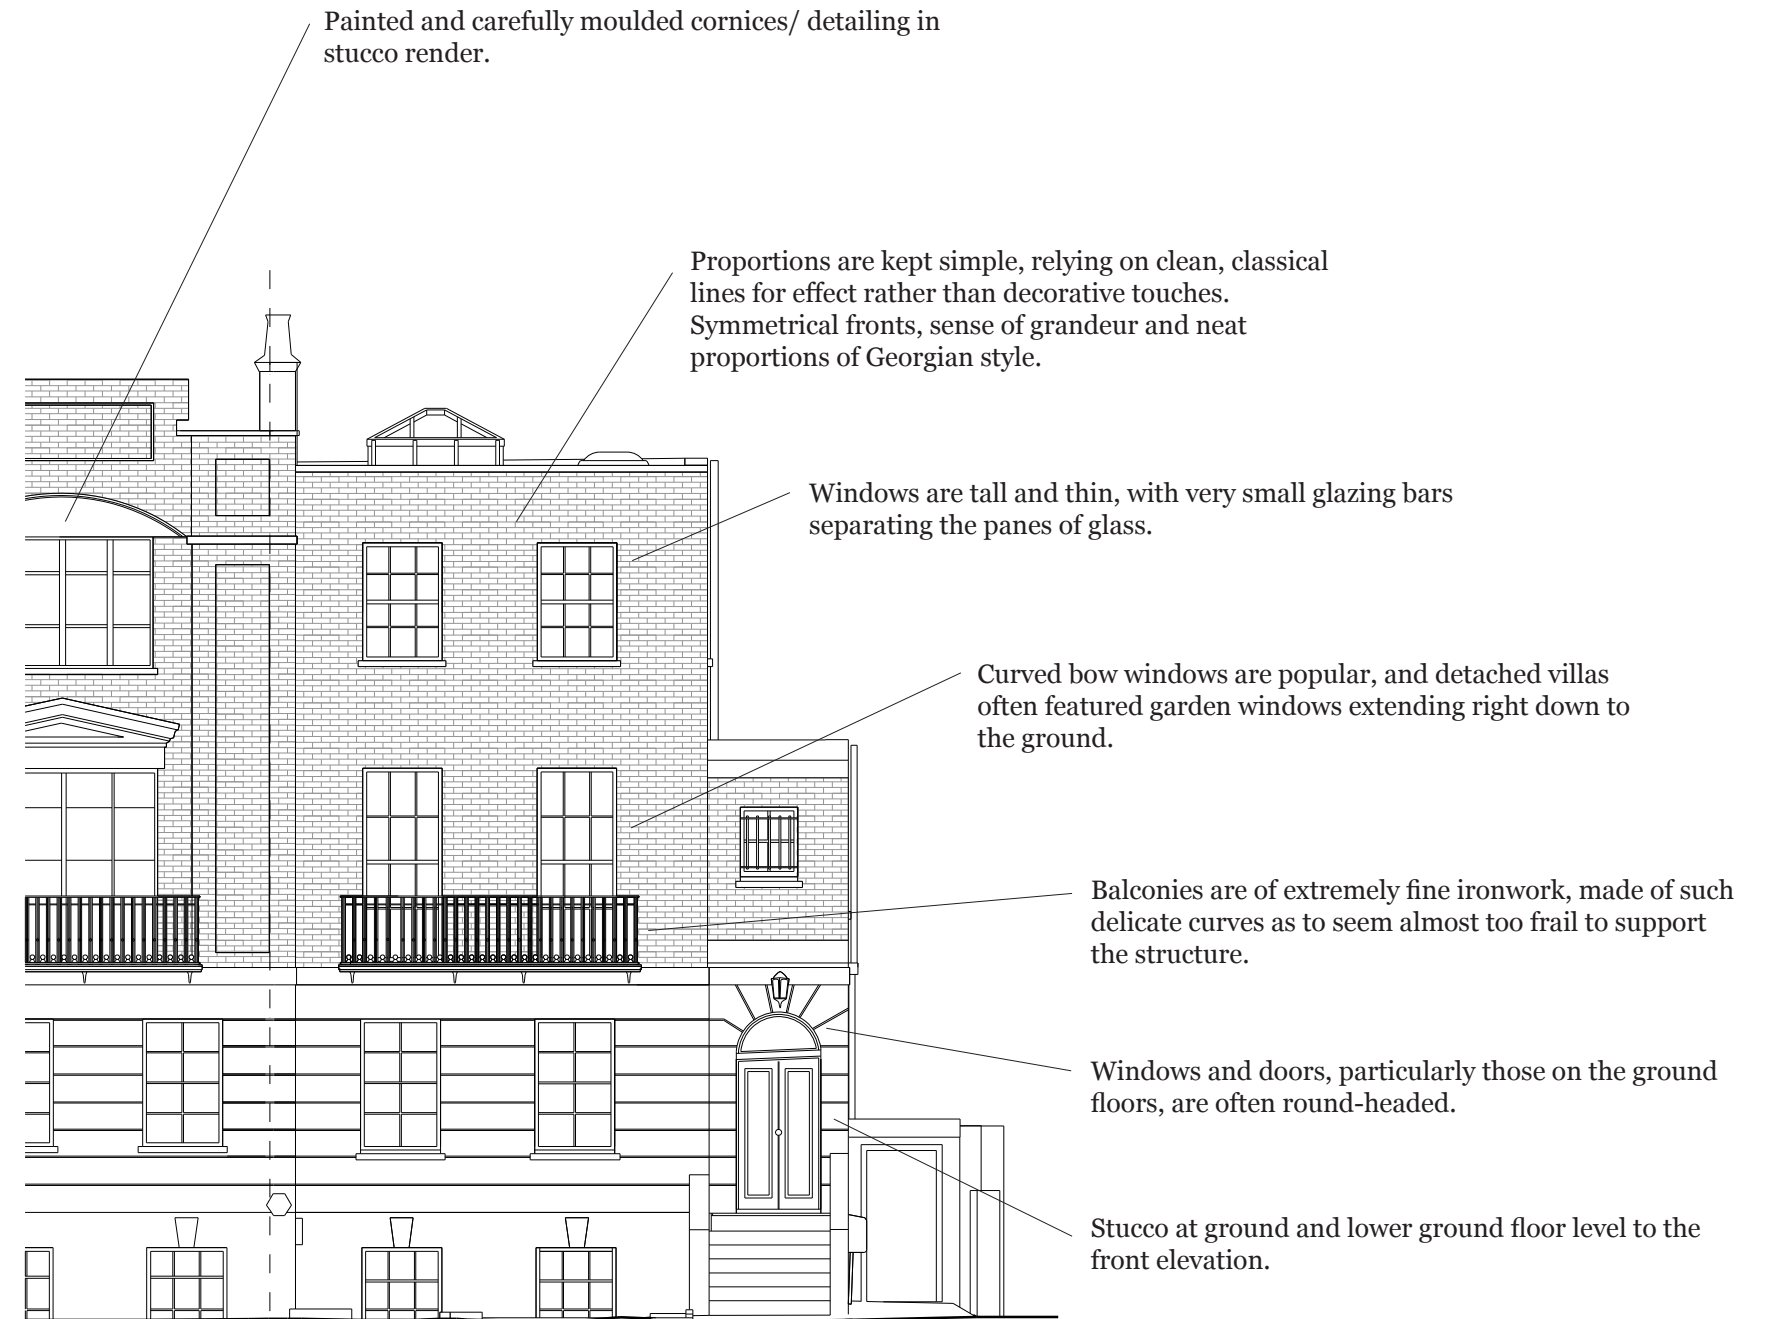 Painted and carefully moulded cornices/ detailing in
stucco render.
Proportions are kept simple, relying on clean, classical
lines for effect rather than decorative touches.
Symmetrical fronts, sense of grandeur and neat
proportions of Georgian style.
Windows are tall and thin, with very small glazing bars
separating the panes of glass.
Curved bow windows are popular, and detached villas
often featured garden windows extending right down to
the ground.
Balconies are of extremely fine ironwork, made of such
delicate curves as to seem almost too frail to support
the structure.
Windows and doors, particularly those on the ground
floors, are often round-headed.
Stucco at ground and lower ground floor level to the
front elevation.